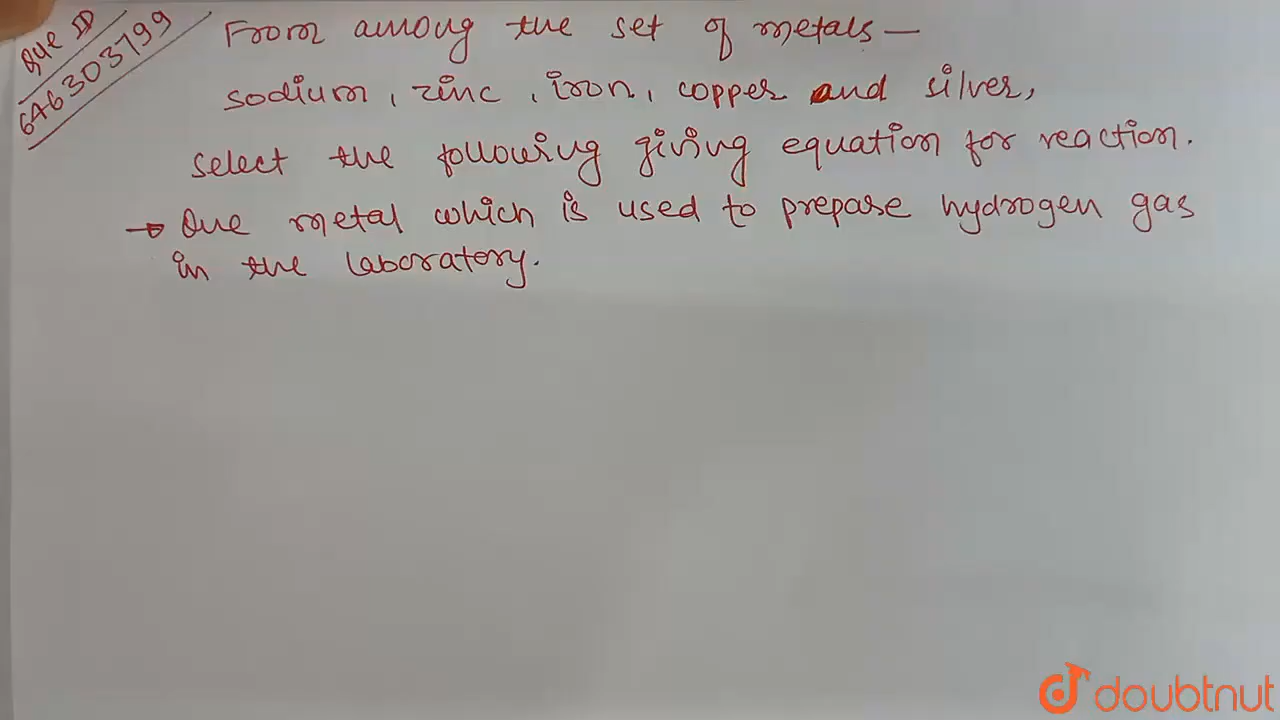 Que ID
646303799
From among the set of metals —
sodium, zinc, iron, copper and silver,
select the following giving equation for reaction.
→ One metal which is used to prepare hydrogen gas
in the laboratory.
doubtnut